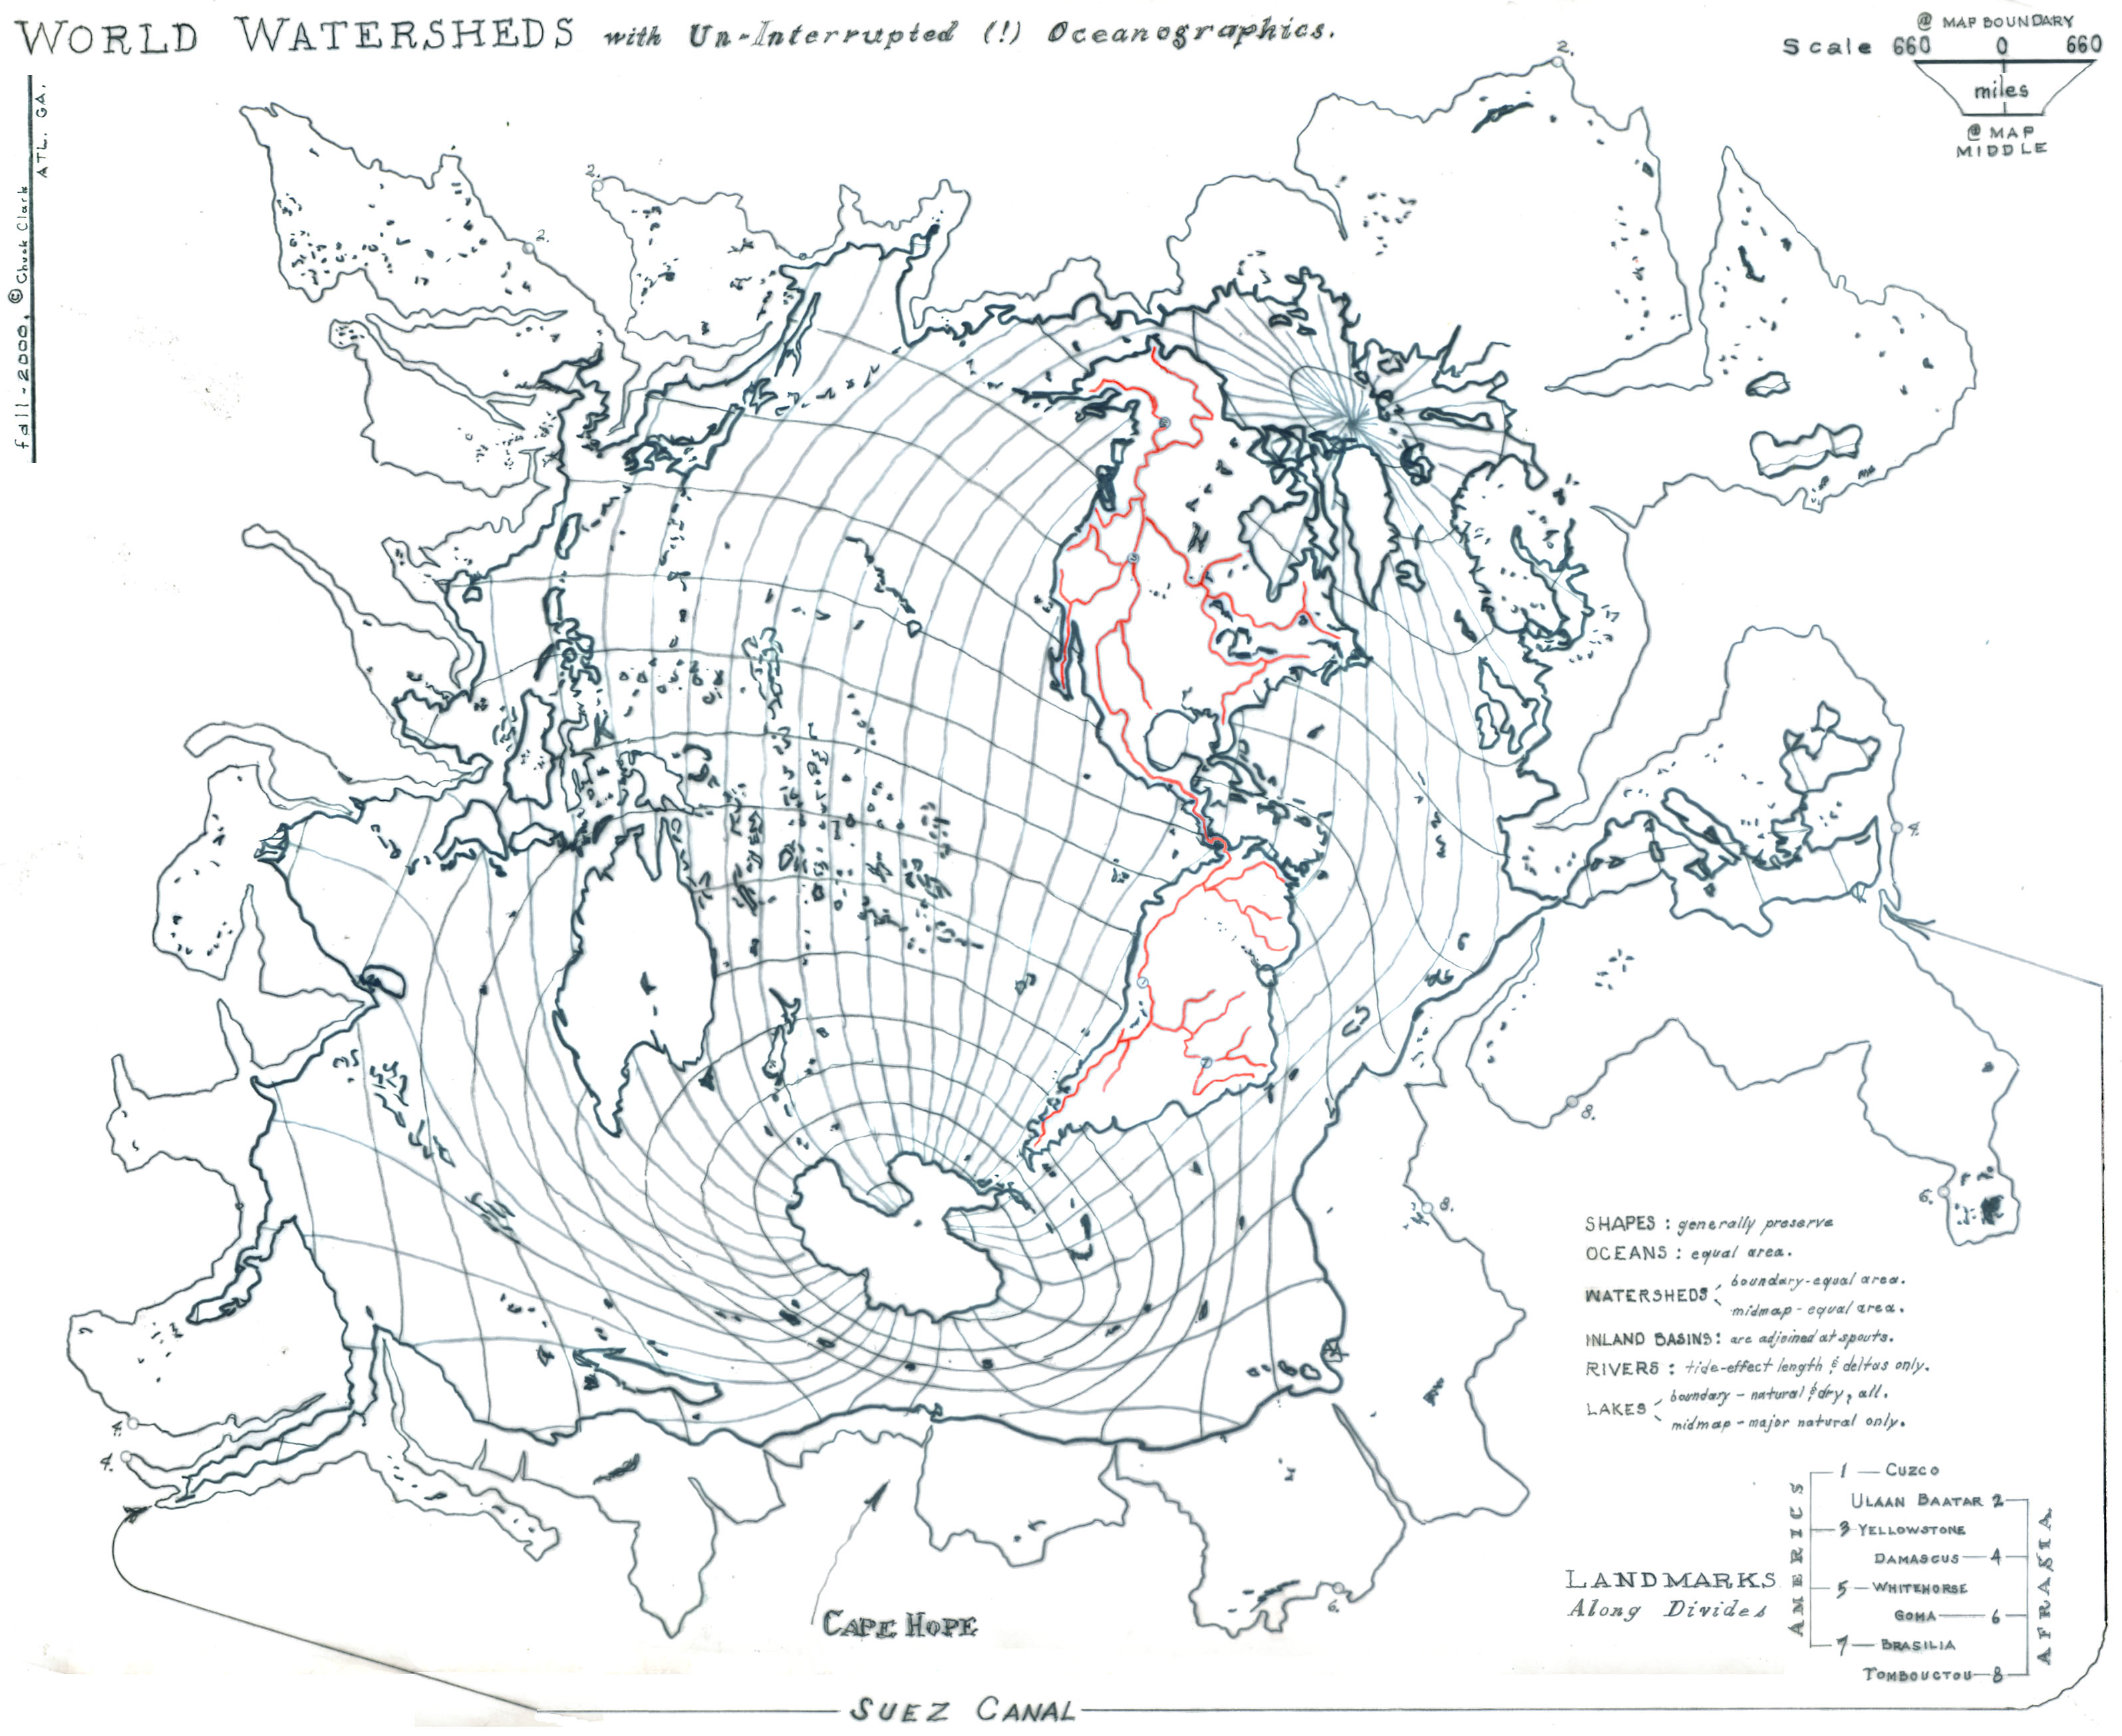 WORLD WATERSHEDS with Un-Interrupted (!) Oceanographics.
@ MAP BOUNDARY
Scale 660 0 660
miles
@ MAP
MIDDLE
fall-2000, © Chuck Clark
ATL. GA.
2.
2.
2.
4.
8.
8.
6.
4.
4.
6.
CAPE HOPE
SUEZ CANAL
SHAPES : generally preserve
OCEANS : equal area.
WATERSHEDS boundary-equal area.
midmap-equal area.
INLAND BASINS: are adjoined at spouts.
RIVERS : tide-effect length & deltas only.
LAKES boundary - natural & dry, all.
midmap - major natural only.
LANDMARKS
Along Divides
AMERICS
1 — CUZCO
ULAAN BAATAR 2
3 YELLOWSTONE
DAMASCUS — 4
5 — WHITEHORSE
GOMA — 6
7 — BRASILIA
TOMBOUCTOU — 8
AFRASIA